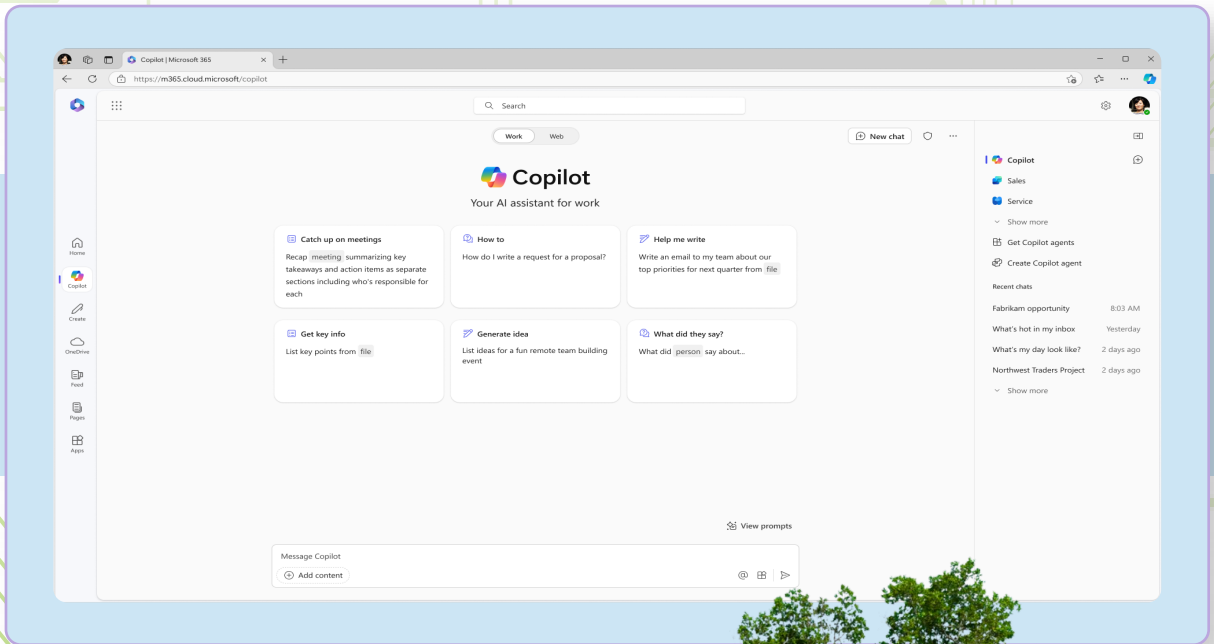 Copilot | Microsoft 365
https://m365.cloud.microsoft/copilot
Search
Work Web
New chat
Copilot
Your AI assistant for work
Catch up on meetings
Recap meeting summarizing key
takeaways and action items as separate
sections including who's responsible for
each
How to
How do I write a request for a proposal?
Help me write
Write an email to my team about our
top priorities for next quarter from file
Get key info
List key points from file
Generate idea
List ideas for a fun remote team building
event
What did they say?
What did person say about...
View prompts
Message Copilot
Add content
Home
Copilot
Create
OneDrive
Feed
Pages
Apps
Copilot
Sales
Service
Show more
Get Copilot agents
Create Copilot agent
Recent chats
Fabrikam opportunity 8:03 AM
What's hot in my inbox Yesterday
What's my day look like? 2 days ago
Northwest Traders Project 2 days ago
Show more